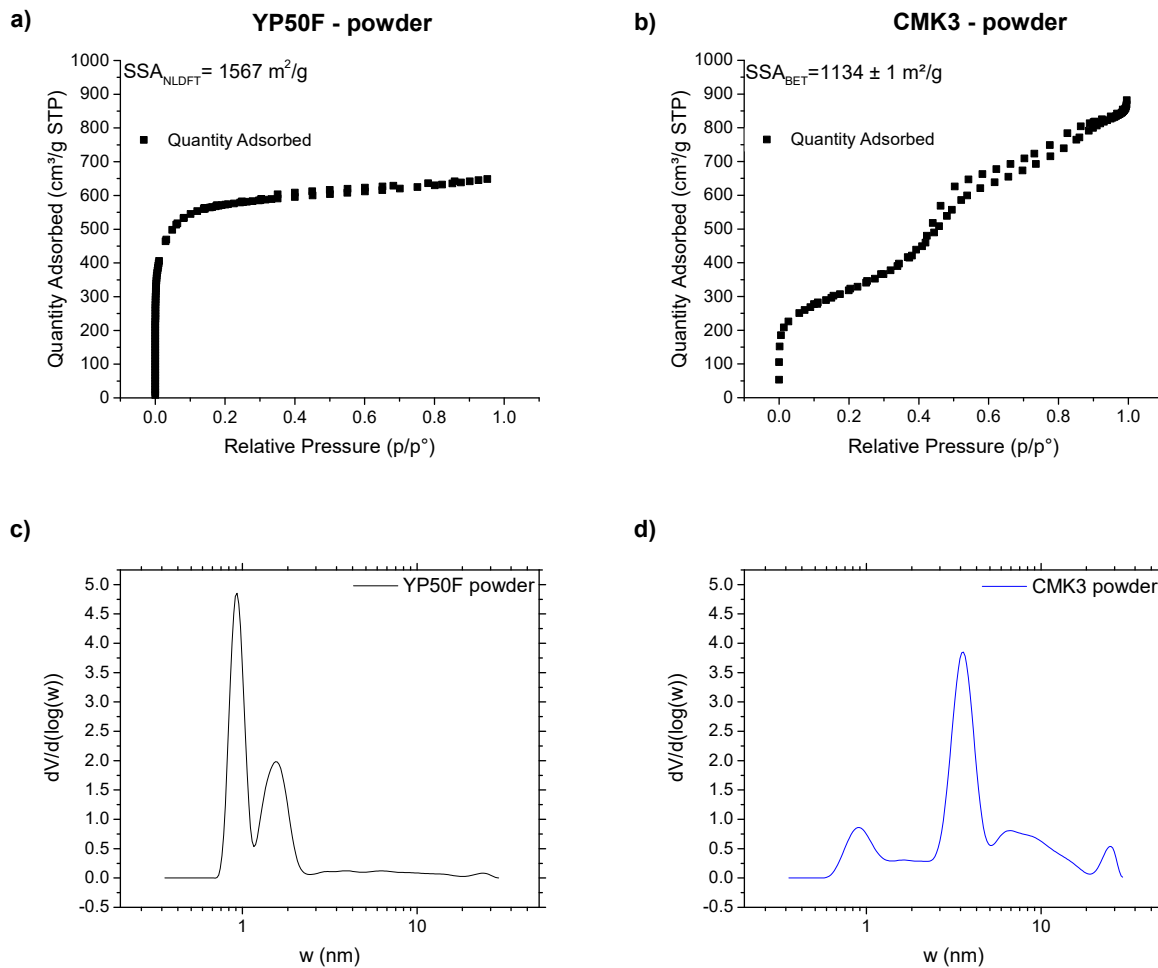 a)
YP50F - powder
SSA_NLDFT= 1567 m²/g
Quantity Adsorbed
Quantity Adsorbed (cm³/g STP)
1000
900
800
700
600
500
400
300
200
100
0
0.0 0.2 0.4 0.6 0.8 1.0
Relative Pressure (p/p°)
b)
CMK3 - powder
SSA_BET=1134 ± 1 m²/g
Quantity Adsorbed
Quantity Adsorbed (cm³/g STP)
1000
900
800
700
600
500
400
300
200
100
0
0.0 0.2 0.4 0.6 0.8 1.0
Relative Pressure (p/p°)
c)
YP50F powder
dV/d(log(w))
5.0
4.5
4.0
3.5
3.0
2.5
2.0
1.5
1.0
0.5
0.0
-0.5
1 10
w (nm)
d)
CMK3 powder
dV/d(log(w))
5.0
4.5
4.0
3.5
3.0
2.5
2.0
1.5
1.0
0.5
0.0
-0.5
1 10
w (nm)